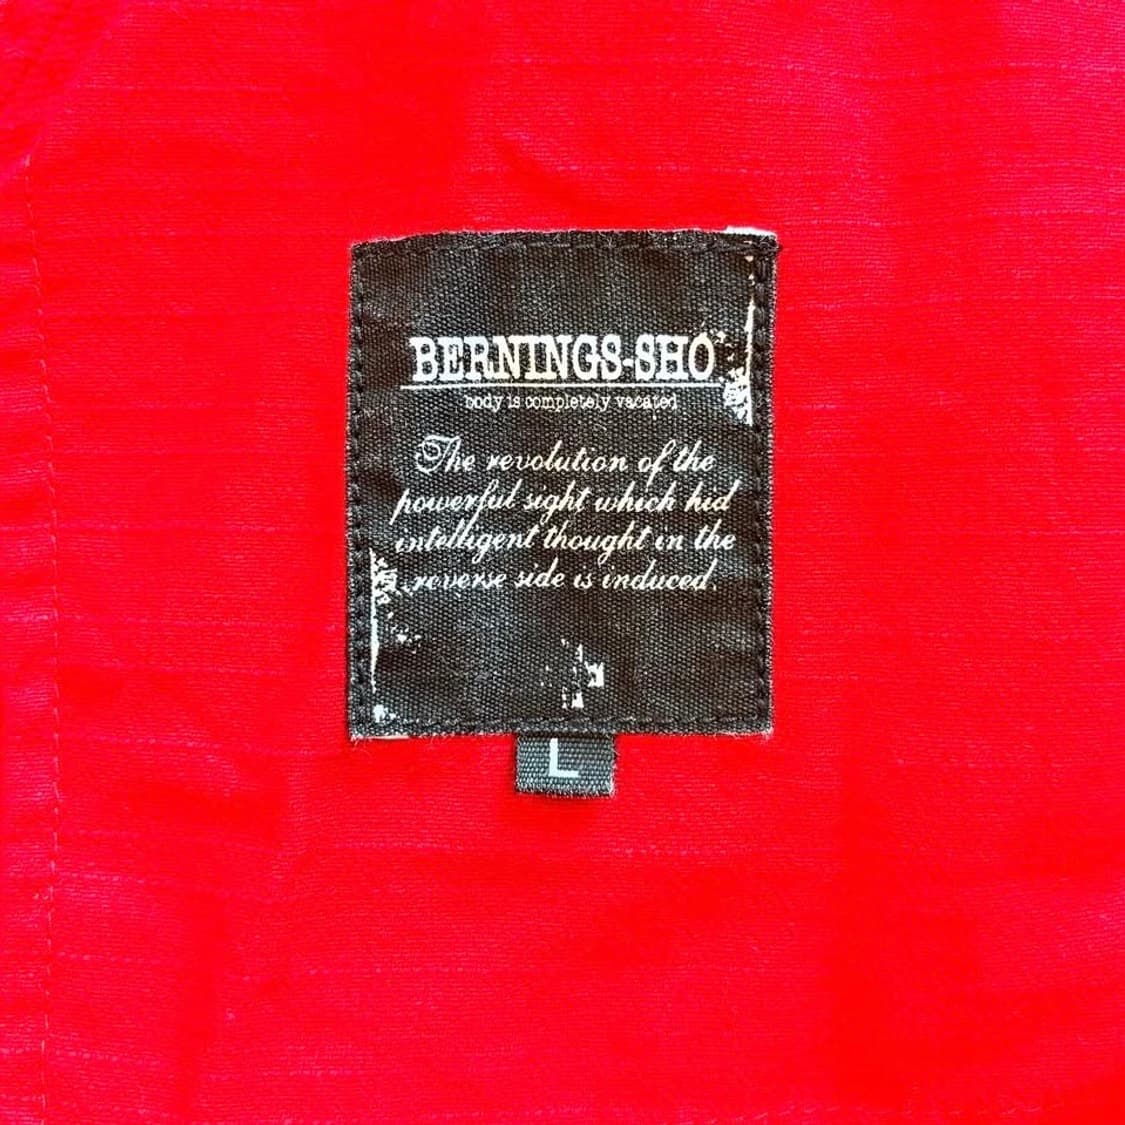 BERNINGS-SHO
body is completely vacated
The revolution of the
powerful sight which hid
intelligent thought in the
reverse side is induced.
L